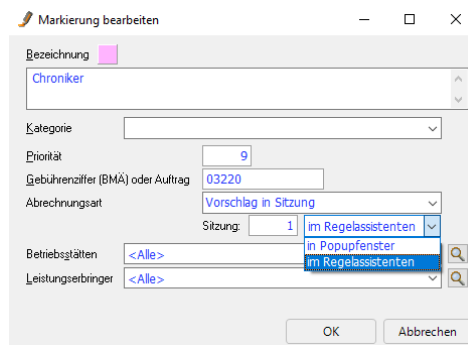 Markierung bearbeiten
Bezeichnung
Chroniker
Kategorie
Priorität 9
Gebührenziffer (BMÄ) oder Auftrag 03220
Abrechnungsart Vorschlag in Sitzung
Sitzung: 1 im Regelassistenten
in Popupfenster
im Regelassistenten
Betriebsstätten <Alle>
Leistungserbringer <Alle>
OK Abbrechen